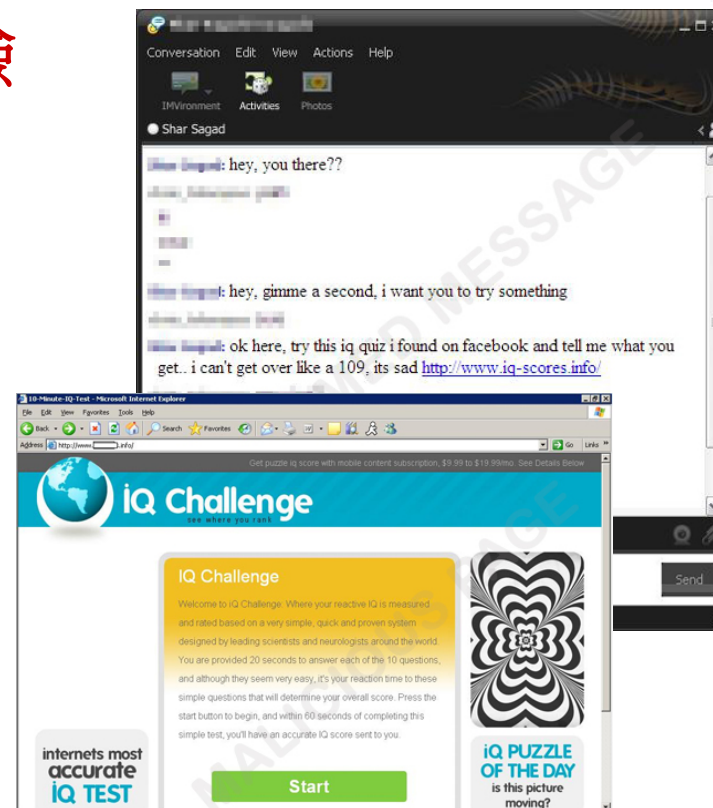 Conversation Edit View Actions Help
IMVironment Activities Photos
Shar Sagad
hey, you there??
hey, gimme a second, i want you to try something
ok here, try this iq quiz i found on facebook and tell me what you
get.. i can't get over like a 109, its sad http://www.iq-scores.info/
Send
10-Minute-IQ-Test - Microsoft Internet Explorer
File Edit View Favorites Tools Help
Back Search Favorites
Address http://www. .info/ Go Links »
Get puzzle iq score with mobile content subscription, $9.99 to $19.99/mo See Details Below
iQ Challenge
see where you rank
IQ Challenge
Welcome to iQ Challenge: Where your reactive IQ is measured
and rated based on a very simple, quick and proven system
designed by leading scientists and neurologists around the world.
You are provided 20 seconds to answer each of the 10 questions,
and although they seem very easy, it's your reaction time to these
simple questions that will determine your overall score. Press the
start button to begin, and within 60 seconds of completing this
simple test, you'll have an accurate IQ score sent to you.
Start
internets most
accurate
iQ TEST
iQ PUZZLE
OF THE DAY
is this picture
moving?
MALICIOUS PAGE